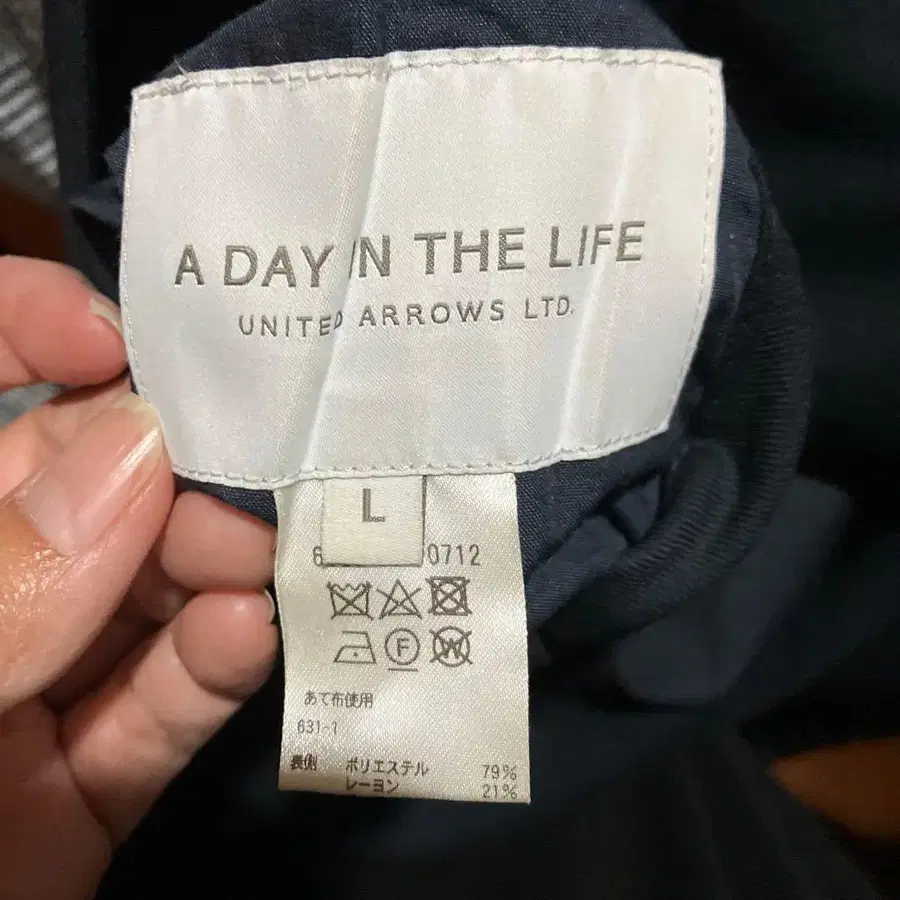 A DAY IN THE LIFE
UNITED ARROWS LTD.
L
6 0712
F W
あて布使用
631-1
表側 ポリエステル 79%
レーヨン 21%